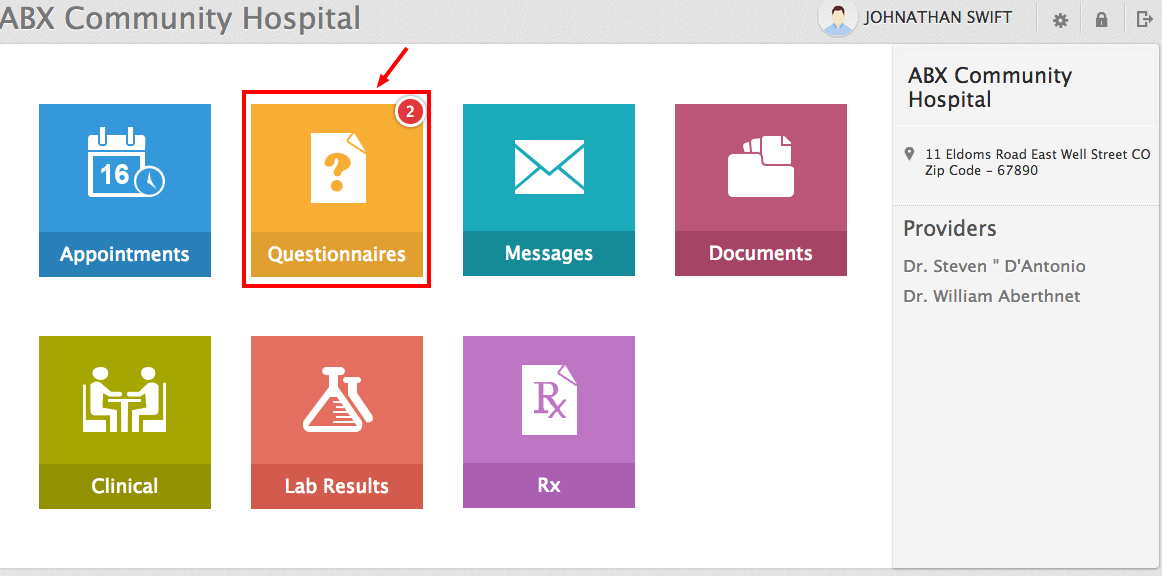 ABX Community Hospital
JOHNATHAN SWIFT
16
Appointments
2
?
Questionnaires
Messages
Documents
Clinical
Lab Results
Rx
Rx
ABX Community
Hospital
11 Eldoms Road East Well Street CO
Zip Code - 67890
Providers
Dr. Steven " D'Antonio
Dr. William Aberthnet